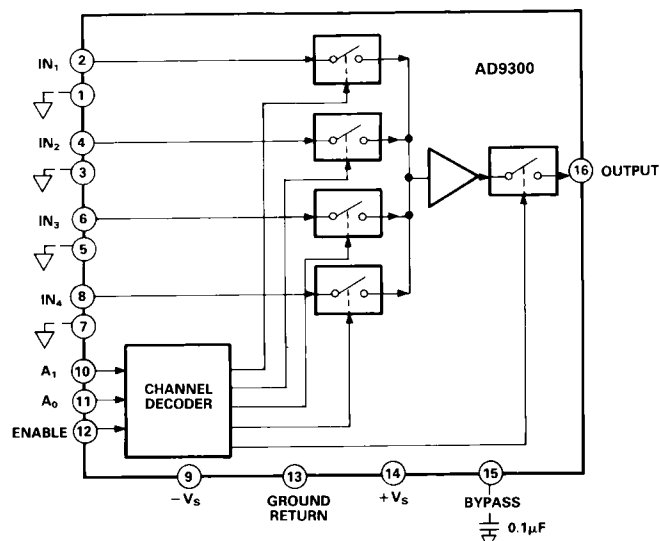 AD9300
IN₁ 2
1
IN₂ 4
3
IN₃ 6
5
IN₄ 8
7
A₁ 10
A₀ 11
ENABLE 12
CHANNEL
DECODER
16 OUTPUT
9
−Vₛ
13
GROUND
RETURN
14
+Vₛ
15
BYPASS
0.1µF